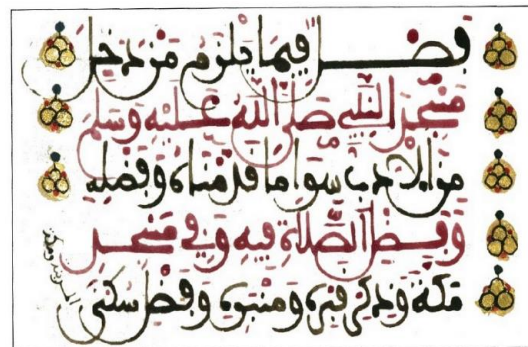 فصل فيما يلزم من دخل
مسجد النبي صلى الله عليه وسلم
من الادب سوى ما قدمناه وفضله
وفضل الصلاة فيه وفي مسجد
مكة وذكر قبره ومنبره وفضل سكنى